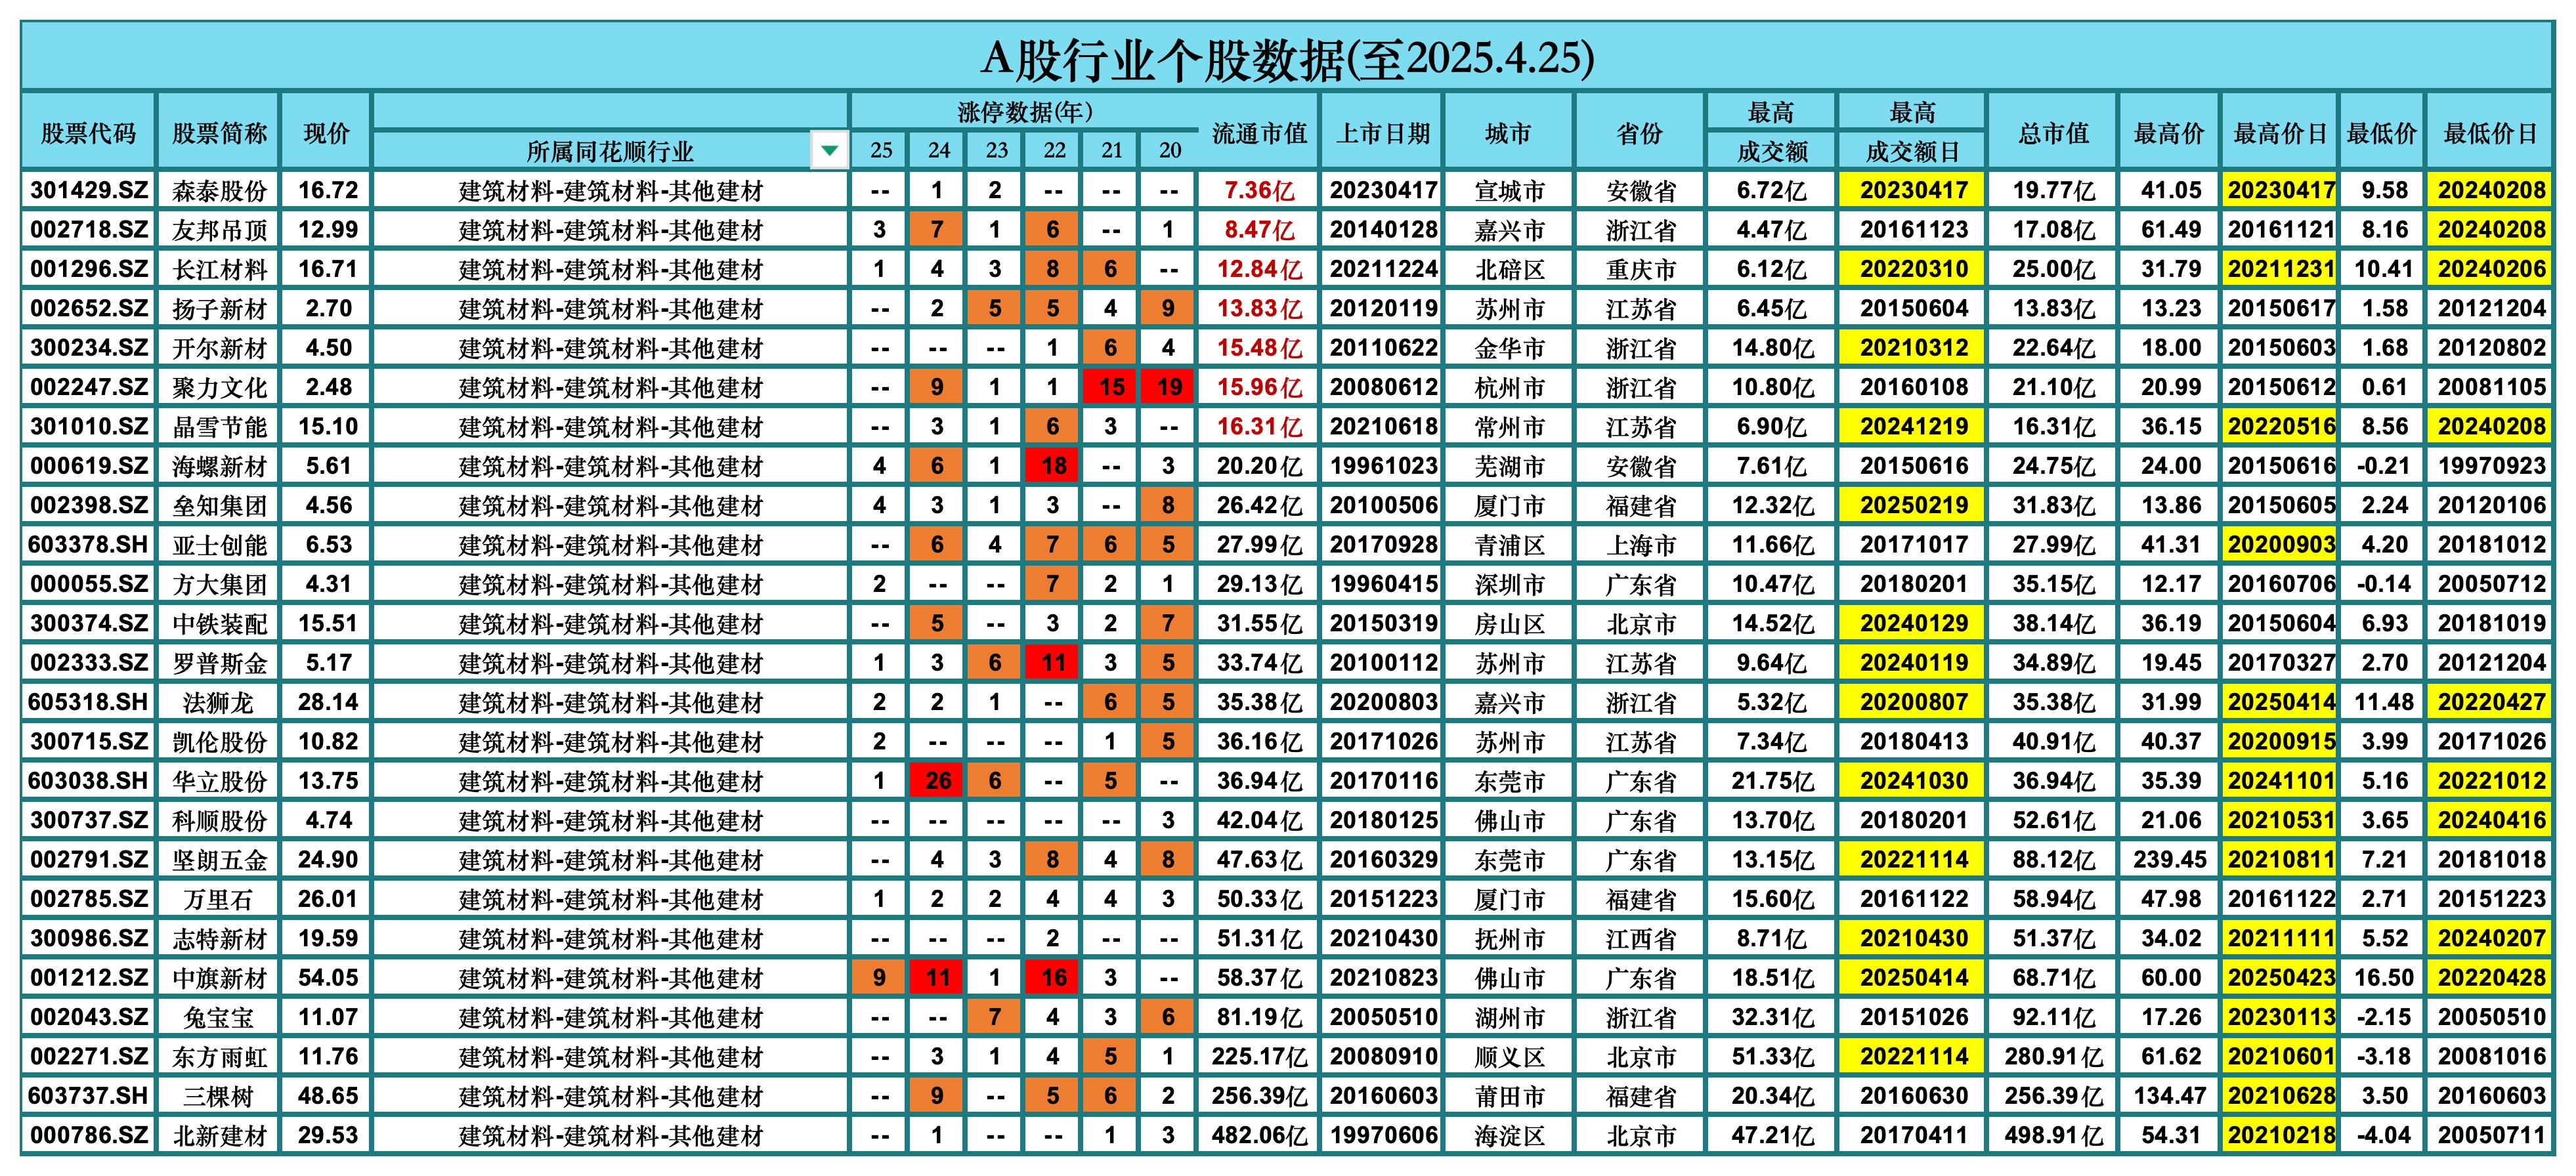 A股行业个股数据(至2025.4.25)
股票代码 股票简称 现价 所属同花顺行业 涨停数据(年) 25 24 23 22 21 20 流通市值 上市日期 城市 省份 最高 成交额 最高 成交额日 总市值 最高价 最高价日 最低价 最低价日
301429.SZ 森泰股份 16.72 建筑材料-建筑材料-其他建材 -- 1 2 -- -- -- 7.36亿 20230417 宣城市 安徽省 6.72亿 20230417 19.77亿 41.05 20230417 9.58 20240208
002718.SZ 友邦吊顶 12.99 建筑材料-建筑材料-其他建材 3 7 1 6 -- 1 8.47亿 20140128 嘉兴市 浙江省 4.47亿 20161123 17.08亿 61.49 20161121 8.16 20240208
001296.SZ 长江材料 16.71 建筑材料-建筑材料-其他建材 1 4 3 8 6 -- 12.84亿 20211224 北碚区 重庆市 6.12亿 20220310 25.00亿 31.79 20211231 10.41 20240206
002652.SZ 扬子新材 2.70 建筑材料-建筑材料-其他建材 -- 2 5 5 4 9 13.83亿 20120119 苏州市 江苏省 6.45亿 20150604 13.83亿 13.23 20150617 1.58 20121204
300234.SZ 开尔新材 4.50 建筑材料-建筑材料-其他建材 -- -- -- 1 6 4 15.48亿 20110622 金华市 浙江省 14.80亿 20210312 22.64亿 18.00 20150603 1.68 20120802
002247.SZ 聚力文化 2.48 建筑材料-建筑材料-其他建材 -- 9 1 1 15 19 15.96亿 20080612 杭州市 浙江省 10.80亿 20160108 21.10亿 20.99 20150612 0.61 20081105
301010.SZ 晶雪节能 15.10 建筑材料-建筑材料-其他建材 -- 3 1 6 3 -- 16.31亿 20210618 常州市 江苏省 6.90亿 20241219 16.31亿 36.15 20220516 8.56 20240208
000619.SZ 海螺新材 5.61 建筑材料-建筑材料-其他建材 4 6 1 18 -- 3 20.20亿 19961023 芜湖市 安徽省 7.61亿 20150616 24.75亿 24.00 20150616 -0.21 19970923
002398.SZ 垒知集团 4.56 建筑材料-建筑材料-其他建材 4 3 1 3 -- 8 26.42亿 20100506 厦门市 福建省 12.32亿 20250219 31.83亿 13.86 20150605 2.24 20120106
603378.SH 亚士创能 6.53 建筑材料-建筑材料-其他建材 -- 6 4 7 6 5 27.99亿 20170928 青浦区 上海市 11.66亿 20171017 27.99亿 41.31 20200903 4.20 20181012
000055.SZ 方大集团 4.31 建筑材料-建筑材料-其他建材 2 -- -- 7 2 1 29.13亿 19960415 深圳市 广东省 10.47亿 20180201 35.15亿 12.17 20160706 -0.14 20050712
300374.SZ 中铁装配 15.51 建筑材料-建筑材料-其他建材 -- 5 -- 3 2 7 31.55亿 20150319 房山区 北京市 14.52亿 20240129 38.14亿 36.19 20150604 6.93 20181019
002333.SZ 罗普斯金 5.17 建筑材料-建筑材料-其他建材 1 3 6 11 3 5 33.74亿 20100112 苏州市 江苏省 9.64亿 20240119 34.89亿 19.45 20170327 2.70 20121204
605318.SH 法狮龙 28.14 建筑材料-建筑材料-其他建材 2 2 1 -- 6 5 35.38亿 20200803 嘉兴市 浙江省 5.32亿 20200807 35.38亿 31.99 20250414 11.48 20220427
300715.SZ 凯伦股份 10.82 建筑材料-建筑材料-其他建材 2 -- -- -- 1 5 36.16亿 20171026 苏州市 江苏省 7.34亿 20180413 40.91亿 40.37 20200915 3.99 20171026
603038.SH 华立股份 13.75 建筑材料-建筑材料-其他建材 1 26 6 -- 5 -- 36.94亿 20170116 东莞市 广东省 21.75亿 20241030 36.94亿 35.39 20241101 5.16 20221012
300737.SZ 科顺股份 4.74 建筑材料-建筑材料-其他建材 -- -- -- -- -- 3 42.04亿 20180125 佛山市 广东省 13.70亿 20180201 52.61亿 21.06 20210531 3.65 20240416
002791.SZ 坚朗五金 24.90 建筑材料-建筑材料-其他建材 -- 4 3 8 4 8 47.63亿 20160329 东莞市 广东省 13.15亿 20221114 88.12亿 239.45 20210811 7.21 20181018
002785.SZ 万里石 26.01 建筑材料-建筑材料-其他建材 1 2 2 4 4 3 50.33亿 20151223 厦门市 福建省 15.60亿 20161122 58.94亿 47.98 20161122 2.71 20151223
300986.SZ 志特新材 19.59 建筑材料-建筑材料-其他建材 -- -- -- 2 -- -- 51.31亿 20210430 抚州市 江西省 8.71亿 20210430 51.37亿 34.02 20211111 5.52 20240207
001212.SZ 中旗新材 54.05 建筑材料-建筑材料-其他建材 9 11 1 16 3 -- 58.37亿 20210823 佛山市 广东省 18.51亿 20250414 68.71亿 60.00 20250423 16.50 20220428
002043.SZ 兔宝宝 11.07 建筑材料-建筑材料-其他建材 -- -- 7 4 3 6 81.19亿 20050510 湖州市 浙江省 32.31亿 20151026 92.11亿 17.26 20230113 -2.15 20050510
002271.SZ 东方雨虹 11.76 建筑材料-建筑材料-其他建材 -- 3 1 4 5 1 225.17亿 20080910 顺义区 北京市 51.33亿 20221114 280.91亿 61.62 20210601 -3.18 20081016
603737.SH 三棵树 48.65 建筑材料-建筑材料-其他建材 -- 9 -- 5 6 2 256.39亿 20160603 莆田市 福建省 20.34亿 20160630 256.39亿 134.47 20210628 3.50 20160603
000786.SZ 北新建材 29.53 建筑材料-建筑材料-其他建材 -- 1 -- -- 1 3 482.06亿 19970606 海淀区 北京市 47.21亿 20170411 498.91亿 54.31 20210218 -4.04 20050711